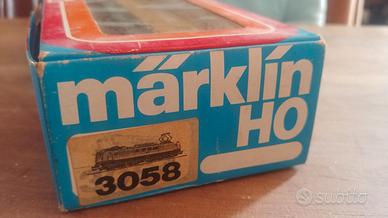 märklin
HO
3058
subito